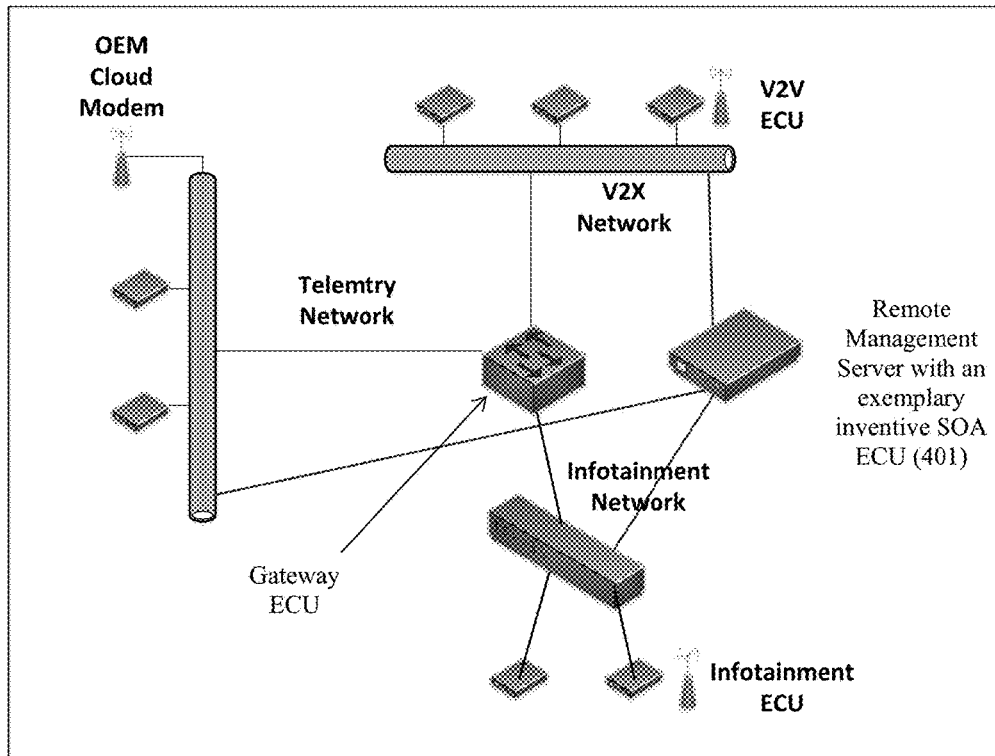 OEM
Cloud
Modem
V2V
ECU
V2X
Network
Telemtry
Network
Remote
Management
Server with an
exemplary
inventive SOA
ECU (401)
Infotainment
Network
Gateway
ECU
Infotainment
ECU